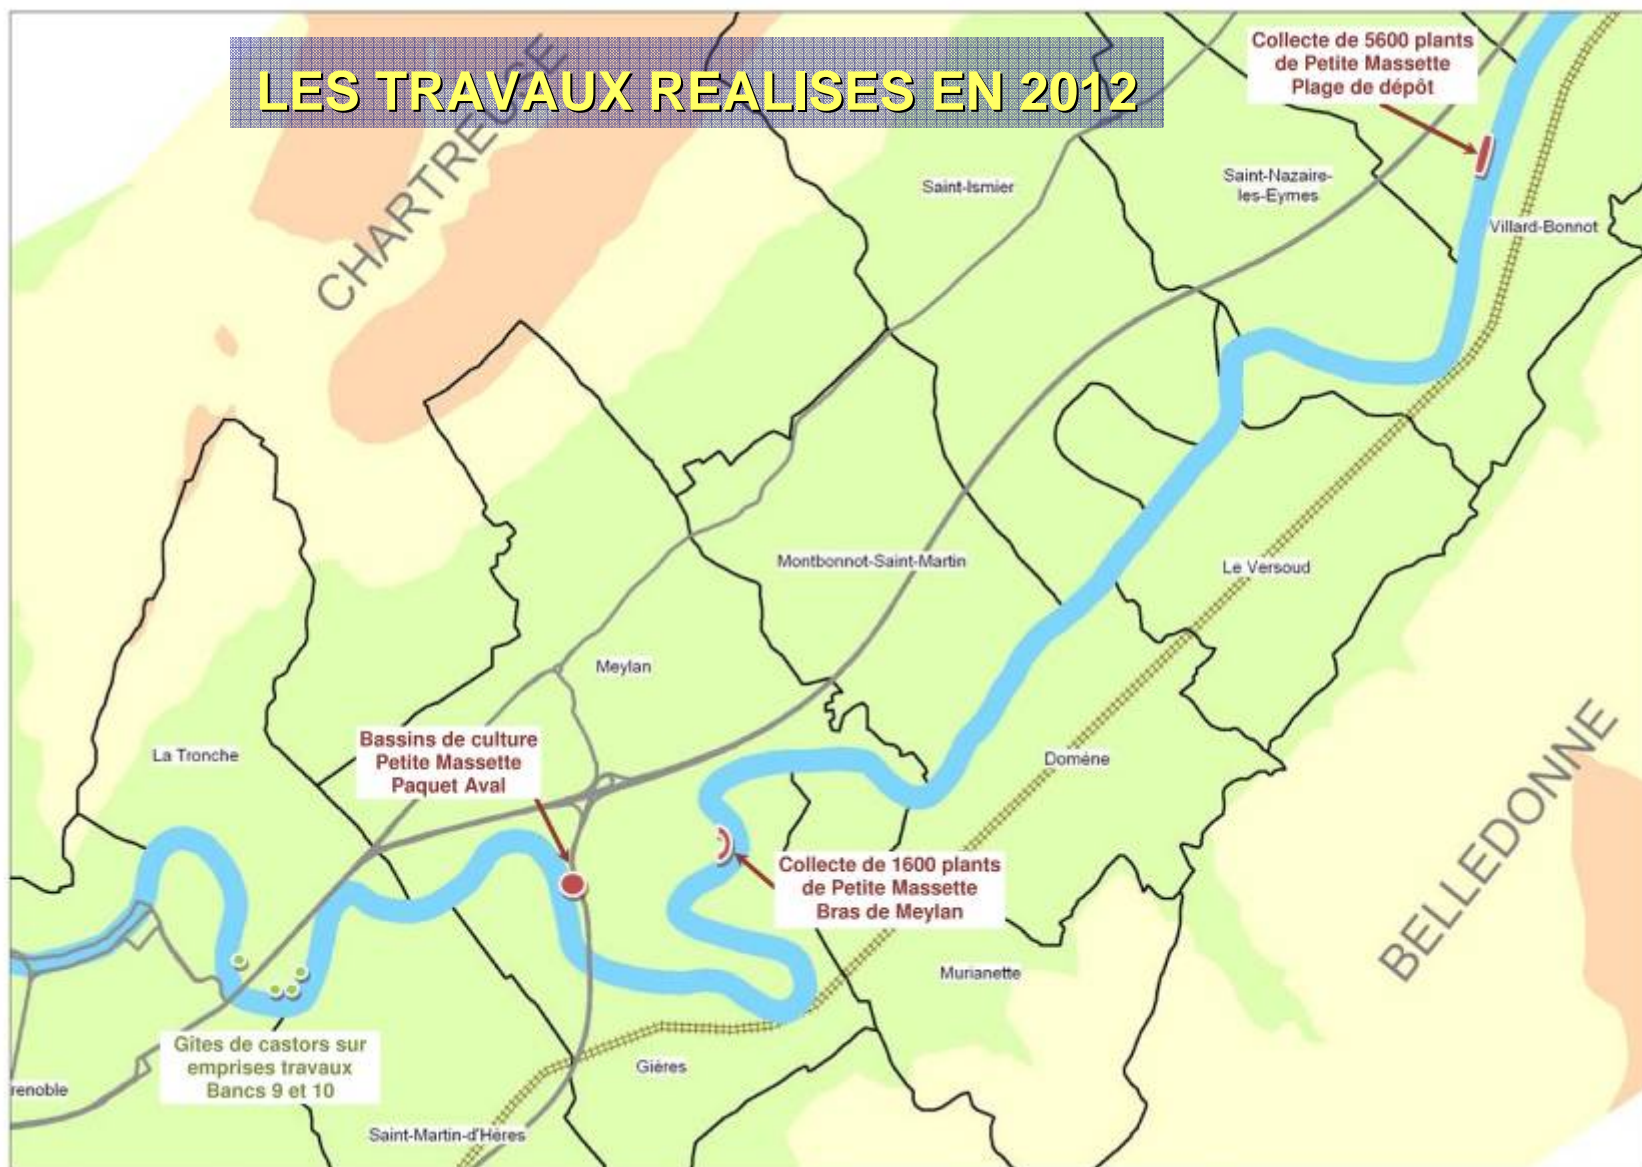 LES TRAVAUX REALISES EN 2012
Collecte de 5600 plants
de Petite Massette
Plage de dépôt
CHARTREUSE
Saint-Ismier
Saint-Nazaire-
les-Eymes
Villard-Bonnot
Montbonnot-Saint-Martin
Le Versoud
Meylan
La Tronche
Bassins de culture
Petite Massette
Paquet Aval
Domène
BELLEDONNE
Collecte de 1600 plants
de Petite Massette
Bras de Meylan
Murianette
Gîtes de castors sur
emprises travaux
Bancs 9 et 10
Gières
renoble
Saint-Martin-d'Hères